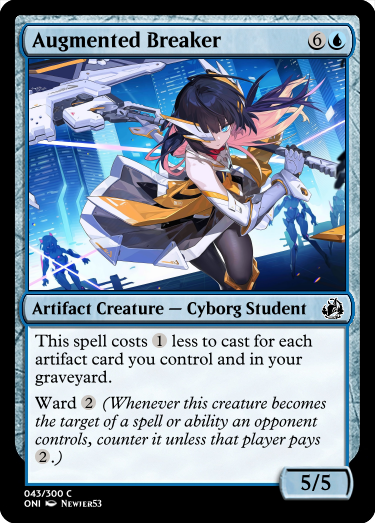 Augmented Breaker 6
Artifact Creature — Cyborg Student
This spell costs 1 less to cast for each
artifact card you control and in your
graveyard.
Ward 2 (Whenever this creature becomes
the target of a spell or ability an opponent
controls, counter it unless that player pays
2.)
5/5
043/300 C
ONI Newier53